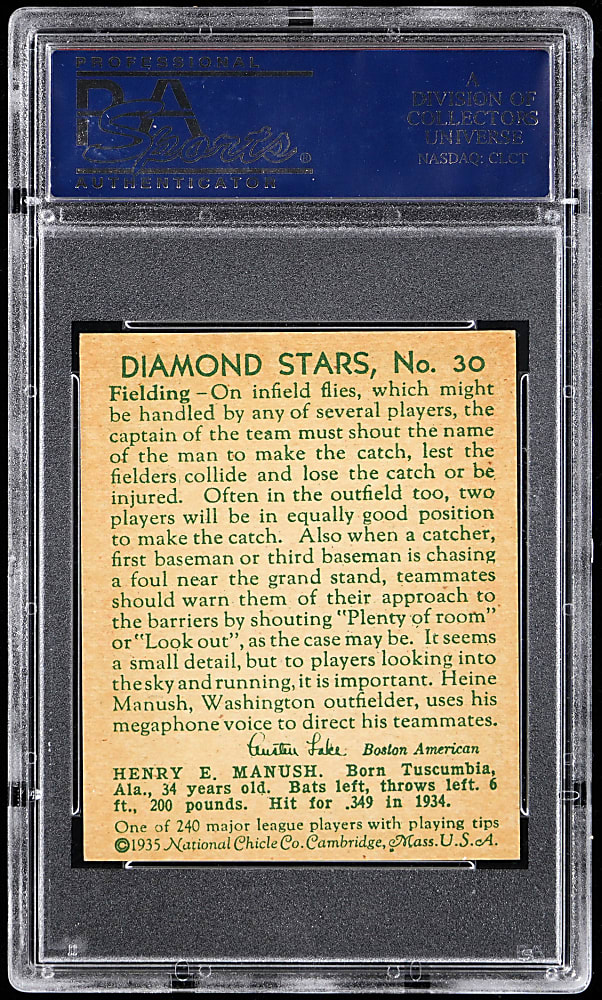 PROFESSIONAL
PSA
Sports®
AUTHENTICATON
A
DIVISION OF
COLLECTORS
UNIVERSE
NASDAQ: CLCT
DIAMOND STARS, No. 30
Fielding – On infield flies, which might
be handled by any of several players, the
captain of the team must shout the name
of the man to make the catch, lest the
fielders collide and lose the catch or be
injured. Often in the outfield too, two
players will be in equally good position
to make the catch. Also when a catcher,
first baseman or third baseman is chasing
a foul near the grand stand, teammates
should warn them of their approach to
the barriers by shouting "Plenty of room"
or "Look out", as the case may be. It seems
a small detail, but to players looking into
the sky and running, it is important. Heine
Manush, Washington outfielder, uses his
megaphone voice to direct his teammates.
Austen Lake Boston American
HENRY E. MANUSH. Born Tuscumbia,
Ala., 34 years old. Bats left, throws left. 6
ft., 200 pounds. Hit for .349 in 1934.
One of 240 major league players with playing tips
©1935 National Chicle Co. Cambridge, Mass. U.S.A.